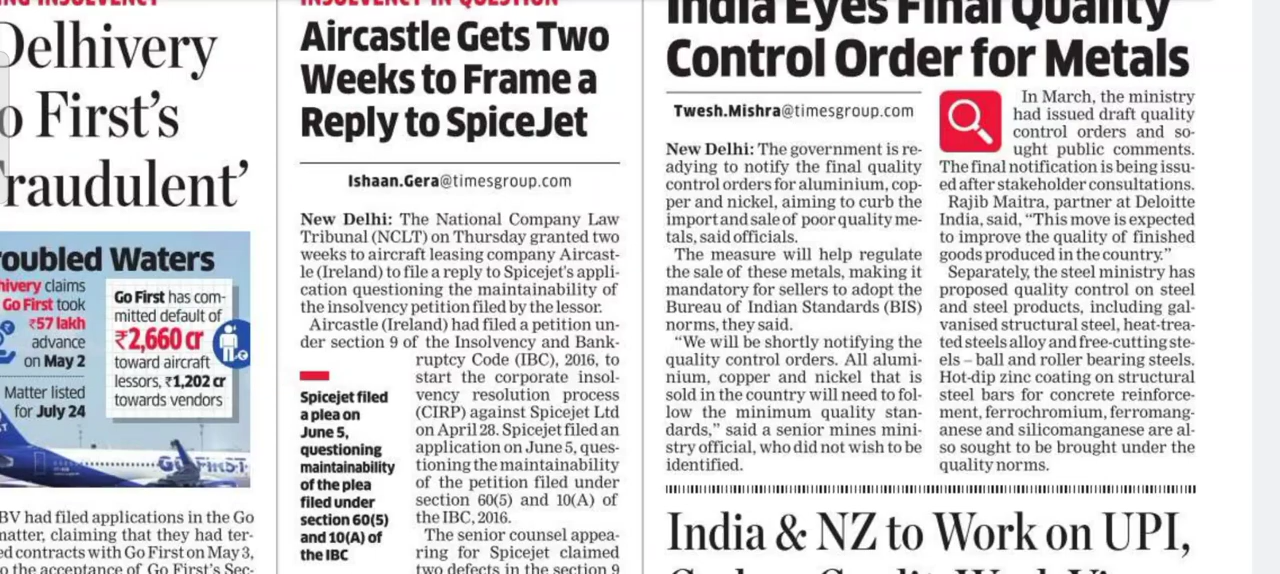 Delhivery
o First's
raudulent'
oubled Waters
hivery claims
Go First took
₹57 lakh
advance
on May 2
Matter listed
for July 24
Go First has com-
mitted default of
₹2,660 cr
toward aircraft
lessors, ₹1,202 cr
towards vendors
GO FIRST
BV had filed applications in the Go
matter, claiming that they had ter-
ed contracts with Go First on May 3,
o the acceptance of Go First's Sec-
INSOLVENCY IN QUESTION
Aircastle Gets Two
Weeks to Frame a
Reply to SpiceJet
Ishaan.Gera@timesgroup.com
New Delhi: The National Company Law
Tribunal (NCLT) on Thursday granted two
weeks to aircraft leasing company Aircast-
le (Ireland) to file a reply to Spicejet's appli-
cation questioning the maintainability of
the insolvency petition filed by the lessor.
Aircastle (Ireland) had filed a petition un-
der section 9 of the Insolvency and Bank-
ruptcy Code (IBC), 2016, to
start the corporate insol-
vency resolution process
(CIRP) against Spicejet Ltd
on April 28. Spicejet filed an
application on June 5, ques-
tioning the maintainability
of the petition filed under
section 60(5) and 10(A) of
the IBC, 2016.
The senior counsel appea-
ring for Spicejet claimed
two defects in the section 9
Spicejet filed
a plea on
June 5,
questioning
maintainability
of the plea
filed under
section 60(5)
and 10(A) of
the IBC
India Eyes Final Quality
Control Order for Metals
Twesh.Mishra@timesgroup.com
New Delhi: The government is re-
adying to notify the final quality
control orders for aluminium, cop-
per and nickel, aiming to curb the
import and sale of poor quality me-
tals, said officials.
The measure will help regulate
the sale of these metals, making it
mandatory for sellers to adopt the
Bureau of Indian Standards (BIS)
norms, they said.
"We will be shortly notifying the
quality control orders. All alumi-
nium, copper and nickel that is
sold in the country will need to fol-
low the minimum quality stan-
dards," said a senior mines mini-
stry official, who did not wish to be
identified.
In March, the ministry
had issued draft quality
control orders and so-
ught public comments.
The final notification is being issu-
ed after stakeholder consultations.
Rajib Maitra, partner at Deloitte
India, said, "This move is expected
to improve the quality of finished
goods produced in the country."
Separately, the steel ministry has
proposed quality control on steel
and steel products, including gal-
vanised structural steel, heat-trea-
ted steels alloy and free-cutting ste-
els – ball and roller bearing steels.
Hot-dip zinc coating on structural
steel bars for concrete reinforce-
ment, ferrochromium, ferromang-
anese and silicomanganese are al-
so sought to be brought under the
quality norms.
India & NZ to Work on UPI,